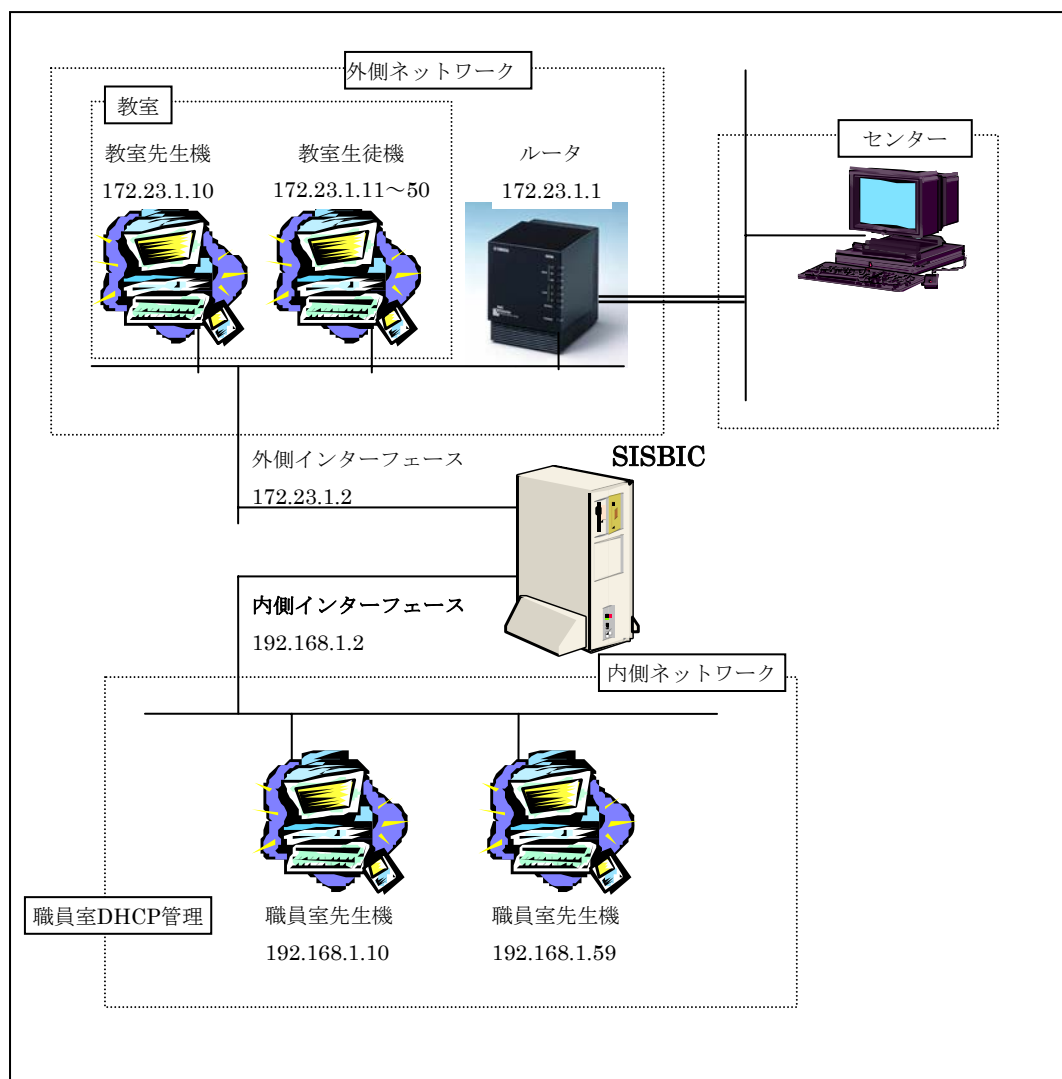 外側ネットワーク
教室
センター
教室先生機
172.23.1.10
教室生徒機
172.23.1.11～50
ルータ
172.23.1.1
外側インターフェース
172.23.1.2
SISBIC
内側インターフェース
192.168.1.2
内側ネットワーク
職員室DHCP管理
職員室先生機
192.168.1.10
職員室先生機
192.168.1.59